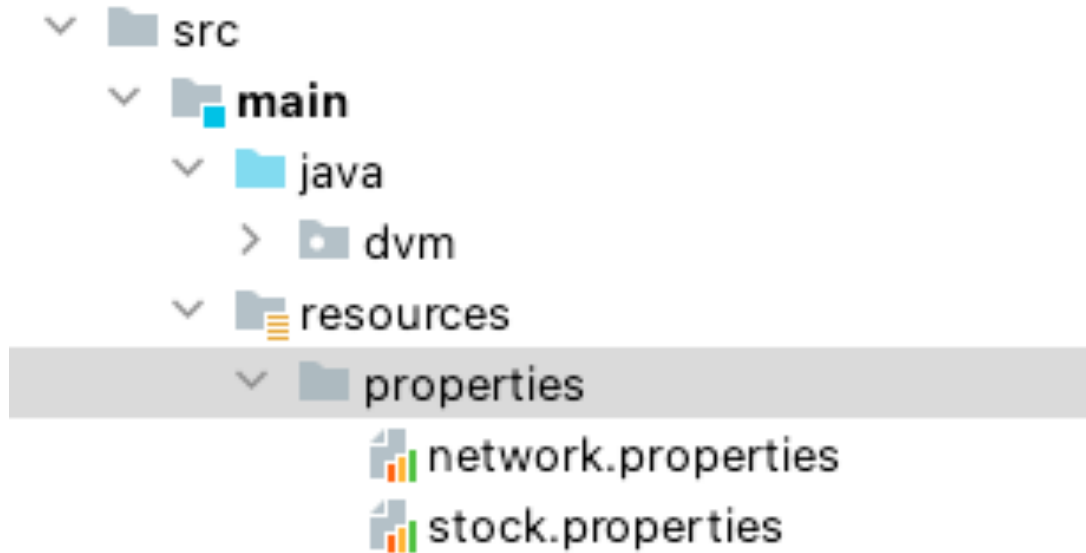 src
main
java
dvm
resources
properties
network.properties
stock.properties